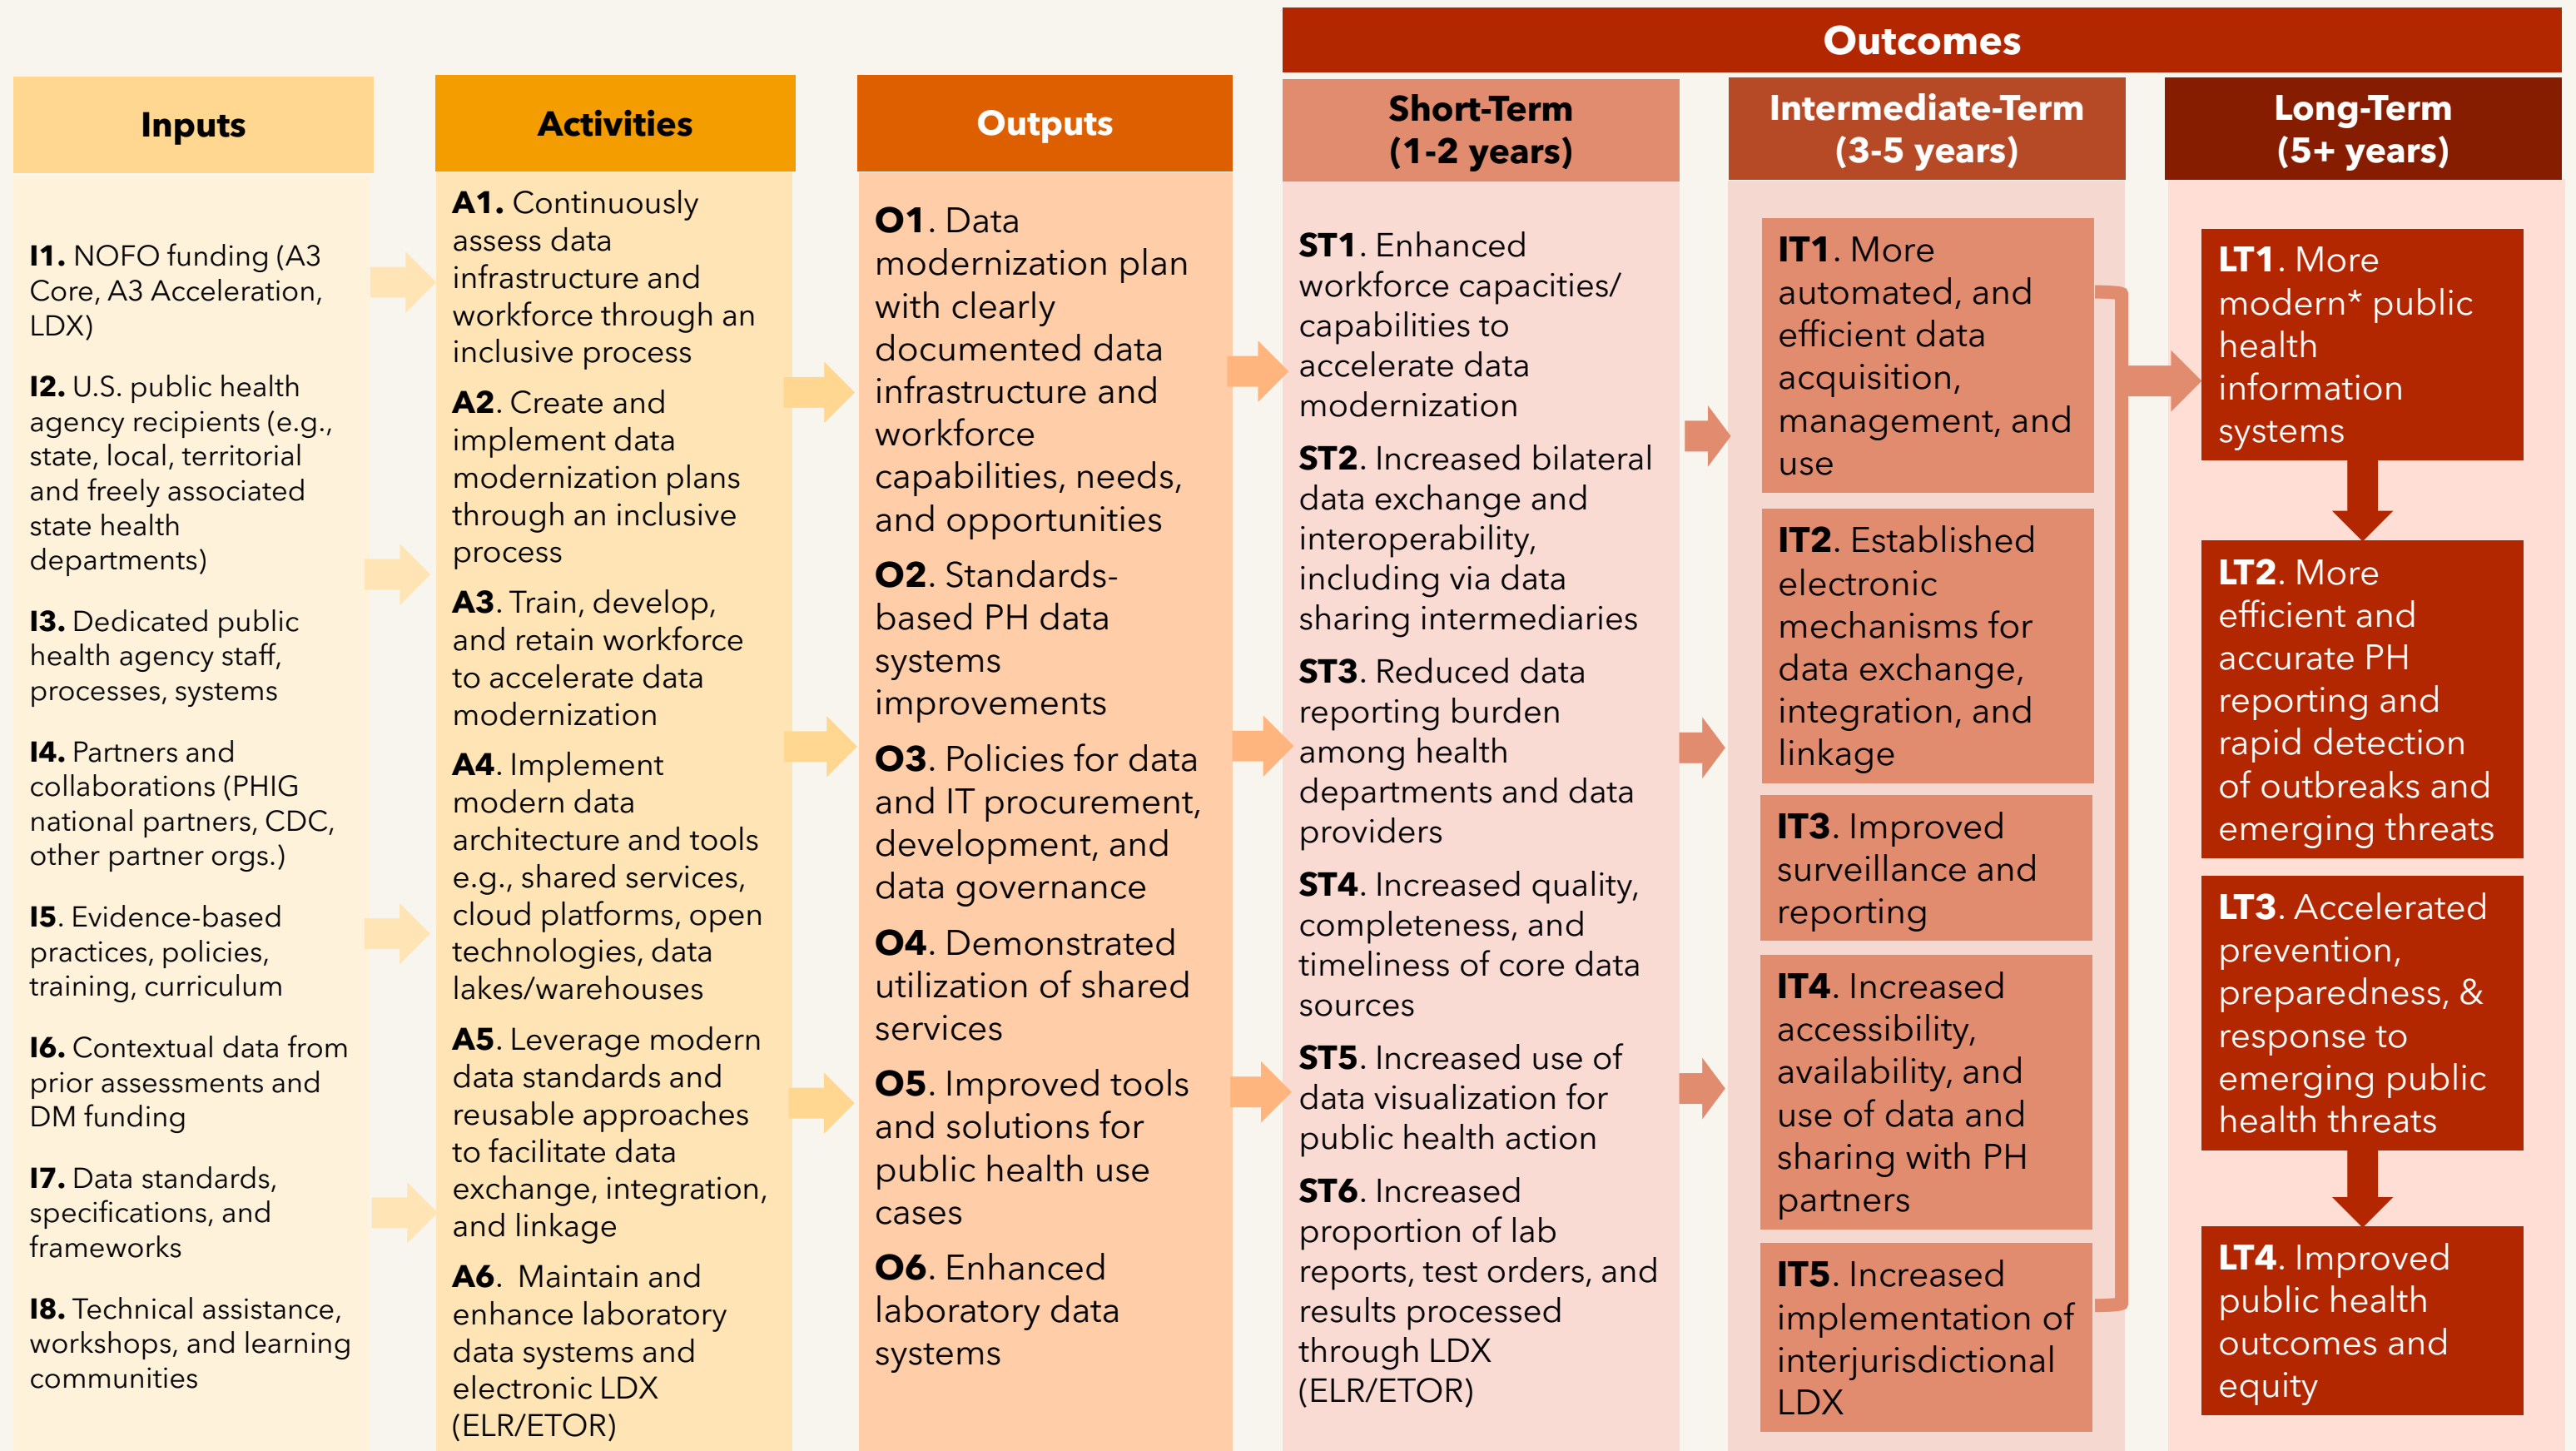 Outcomes
Inputs
Activities
Outputs
Short-Term
(1-2 years)
Intermediate-Term
(3-5 years)
Long-Term
(5+ years)
I1. NOFO funding (A3
Core, A3 Acceleration,
LDX)
I2. U.S. public health
agency recipients (e.g.,
state, local, territorial
and freely associated
state health
departments)
I3. Dedicated public
health agency staff,
processes, systems
I4. Partners and
collaborations (PHIG
national partners, CDC,
other partner orgs.)
I5. Evidence-based
practices, policies,
training, curriculum
I6. Contextual data from
prior assessments and
DM funding
I7. Data standards,
specifications, and
frameworks
I8. Technical assistance,
workshops, and learning
communities
A1. Continuously
assess data
infrastructure and
workforce through an
inclusive process
A2. Create and
implement data
modernization plans
through an inclusive
process
A3. Train, develop,
and retain workforce
to accelerate data
modernization
A4. Implement
modern data
architecture and tools
e.g., shared services,
cloud platforms, open
technologies, data
lakes/warehouses
A5. Leverage modern
data standards and
reusable approaches
to facilitate data
exchange, integration,
and linkage
A6. Maintain and
enhance laboratory
data systems and
electronic LDX
(ELR/ETOR)
O1. Data
modernization plan
with clearly
documented data
infrastructure and
workforce
capabilities, needs,
and opportunities
O2. Standards-
based PH data
systems
improvements
O3. Policies for data
and IT procurement,
development, and
data governance
O4. Demonstrated
utilization of shared
services
O5. Improved tools
and solutions for
public health use
cases
O6. Enhanced
laboratory data
systems
ST1. Enhanced
workforce capacities/
capabilities to
accelerate data
modernization
ST2. Increased bilateral
data exchange and
interoperability,
including via data
sharing intermediaries
ST3. Reduced data
reporting burden
among health
departments and data
providers
ST4. Increased quality,
completeness, and
timeliness of core data
sources
ST5. Increased use of
data visualization for
public health action
ST6. Increased
proportion of lab
reports, test orders, and
results processed
through LDX
(ELR/ETOR)
IT1. More
automated, and
efficient data
acquisition,
management, and
use
IT2. Established
electronic
mechanisms for
data exchange,
integration, and
linkage
IT3. Improved
surveillance and
reporting
IT4. Increased
accessibility,
availability, and
use of data and
sharing with PH
partners
IT5. Increased
implementation of
interjurisdictional
LDX
LT1. More
modern* public
health
information
systems
LT2. More
efficient and
accurate PH
reporting and
rapid detection
of outbreaks and
emerging threats
LT3. Accelerated
prevention,
preparedness, &
response to
emerging public
health threats
LT4. Improved
public health
outcomes and
equity